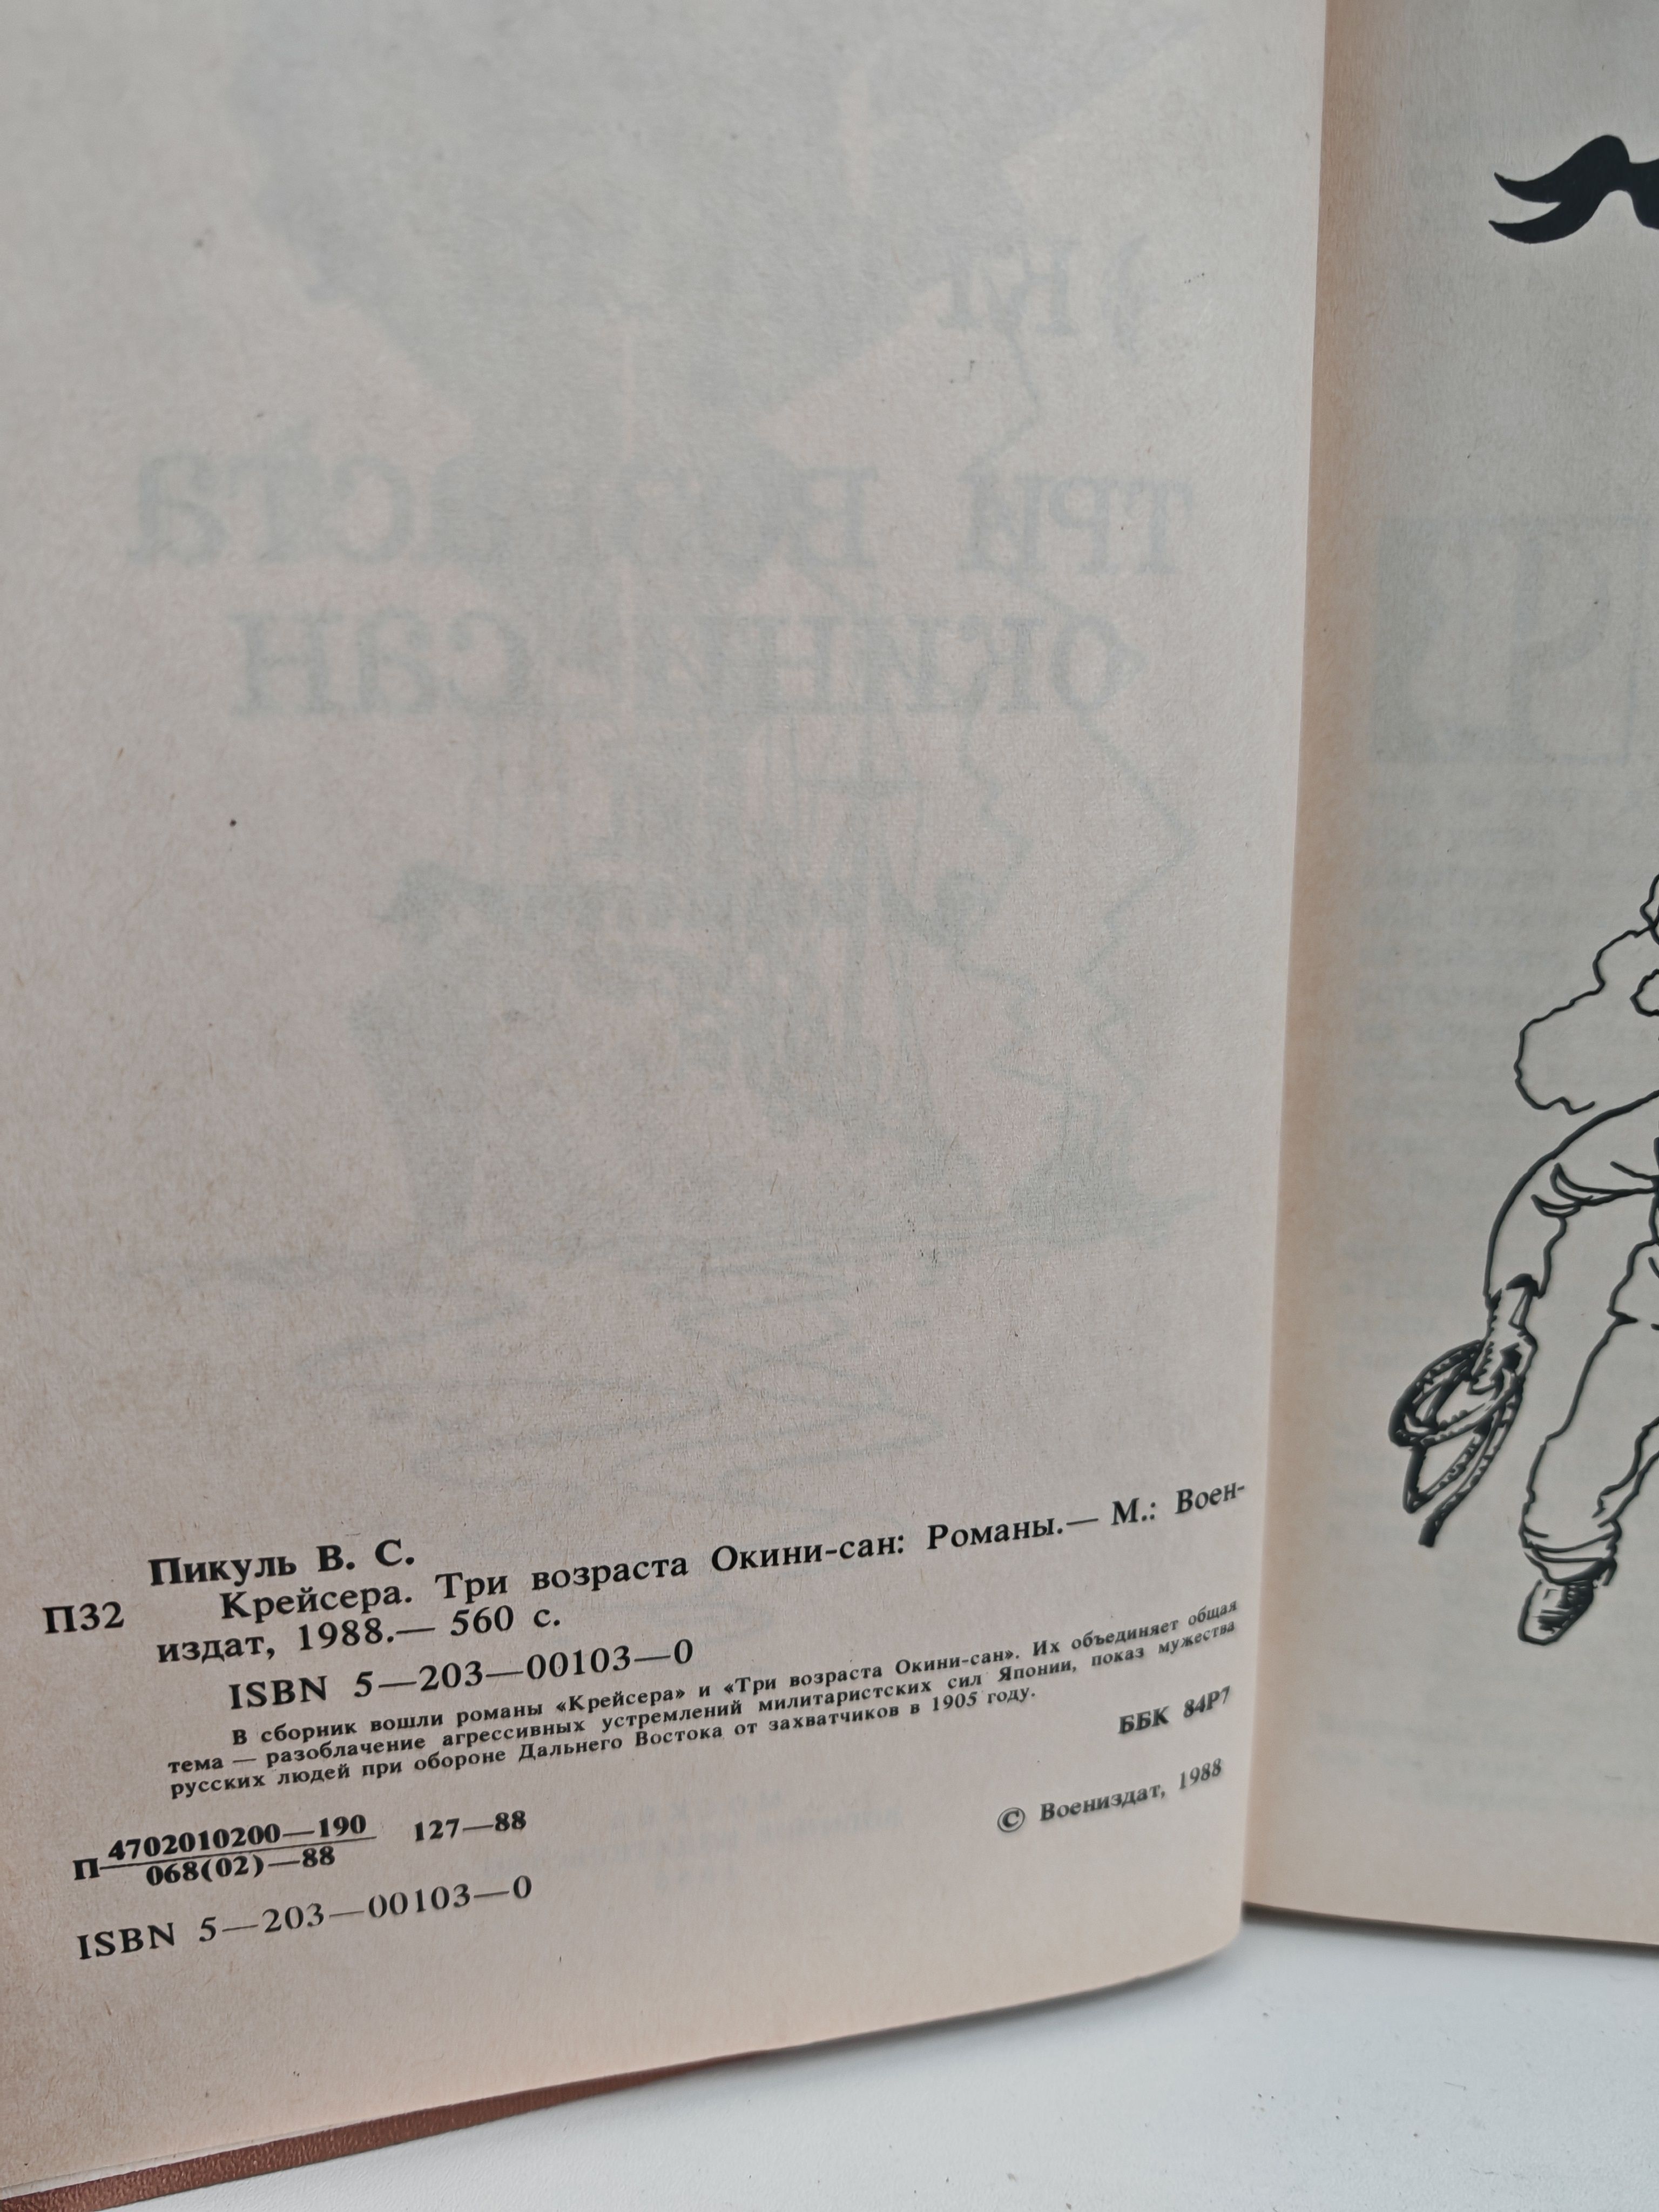 Пикуль В. С.
П32 Крейсера. Три возраста Окини-сан: Романы.— М.: Воен-
издат, 1988.— 560 с.
ISBN 5—203—00103—0
В сборник вошли романы «Крейсера» и «Три возраста Окини-сан». Их объединяет общая
тема — разоблачение агрессивных устремлений милитаристских сил Японии, показ мужества
русских людей при обороне Дальнего Востока от захватчиков в 1905 году.
ББК 84Р7
П 4702010200—190 127—88
068(02)—88
© Воениздат, 1988
ISBN 5—203—00103—0